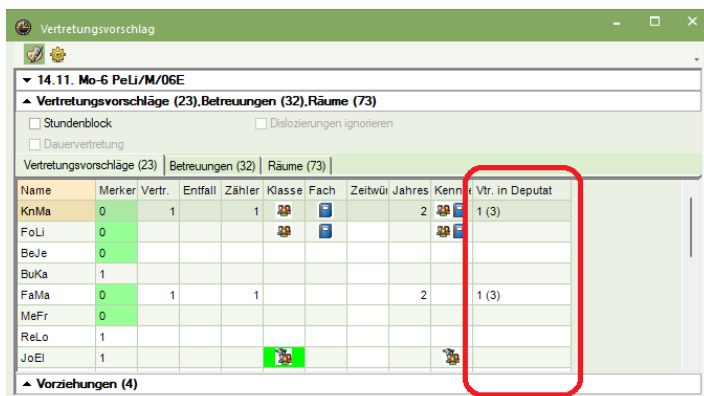 Vertretungsvorschlag
14.11. Mo-6 PeLi/M/06E
Vertretungsvorschläge (23),Betreuungen (32),Räume (73)
Stundenblock Dislozierungen ignorieren
Dauervertretung
Vertretungsvorschläge (23) Betreuungen (32) Räume (73)
Name Merker Vertr. Entfall Zähler Klasse Fach Zeitwür Jahres Kennze Vtr. in Deputat
KnMa 0 1 1 2 1 (3)
FoLi 0
BeJe 0
BuKa 1
FaMa 0 1 1 2 1 (3)
MeFr 0
ReLo 1
JoEl 1
Vorziehungen (4)